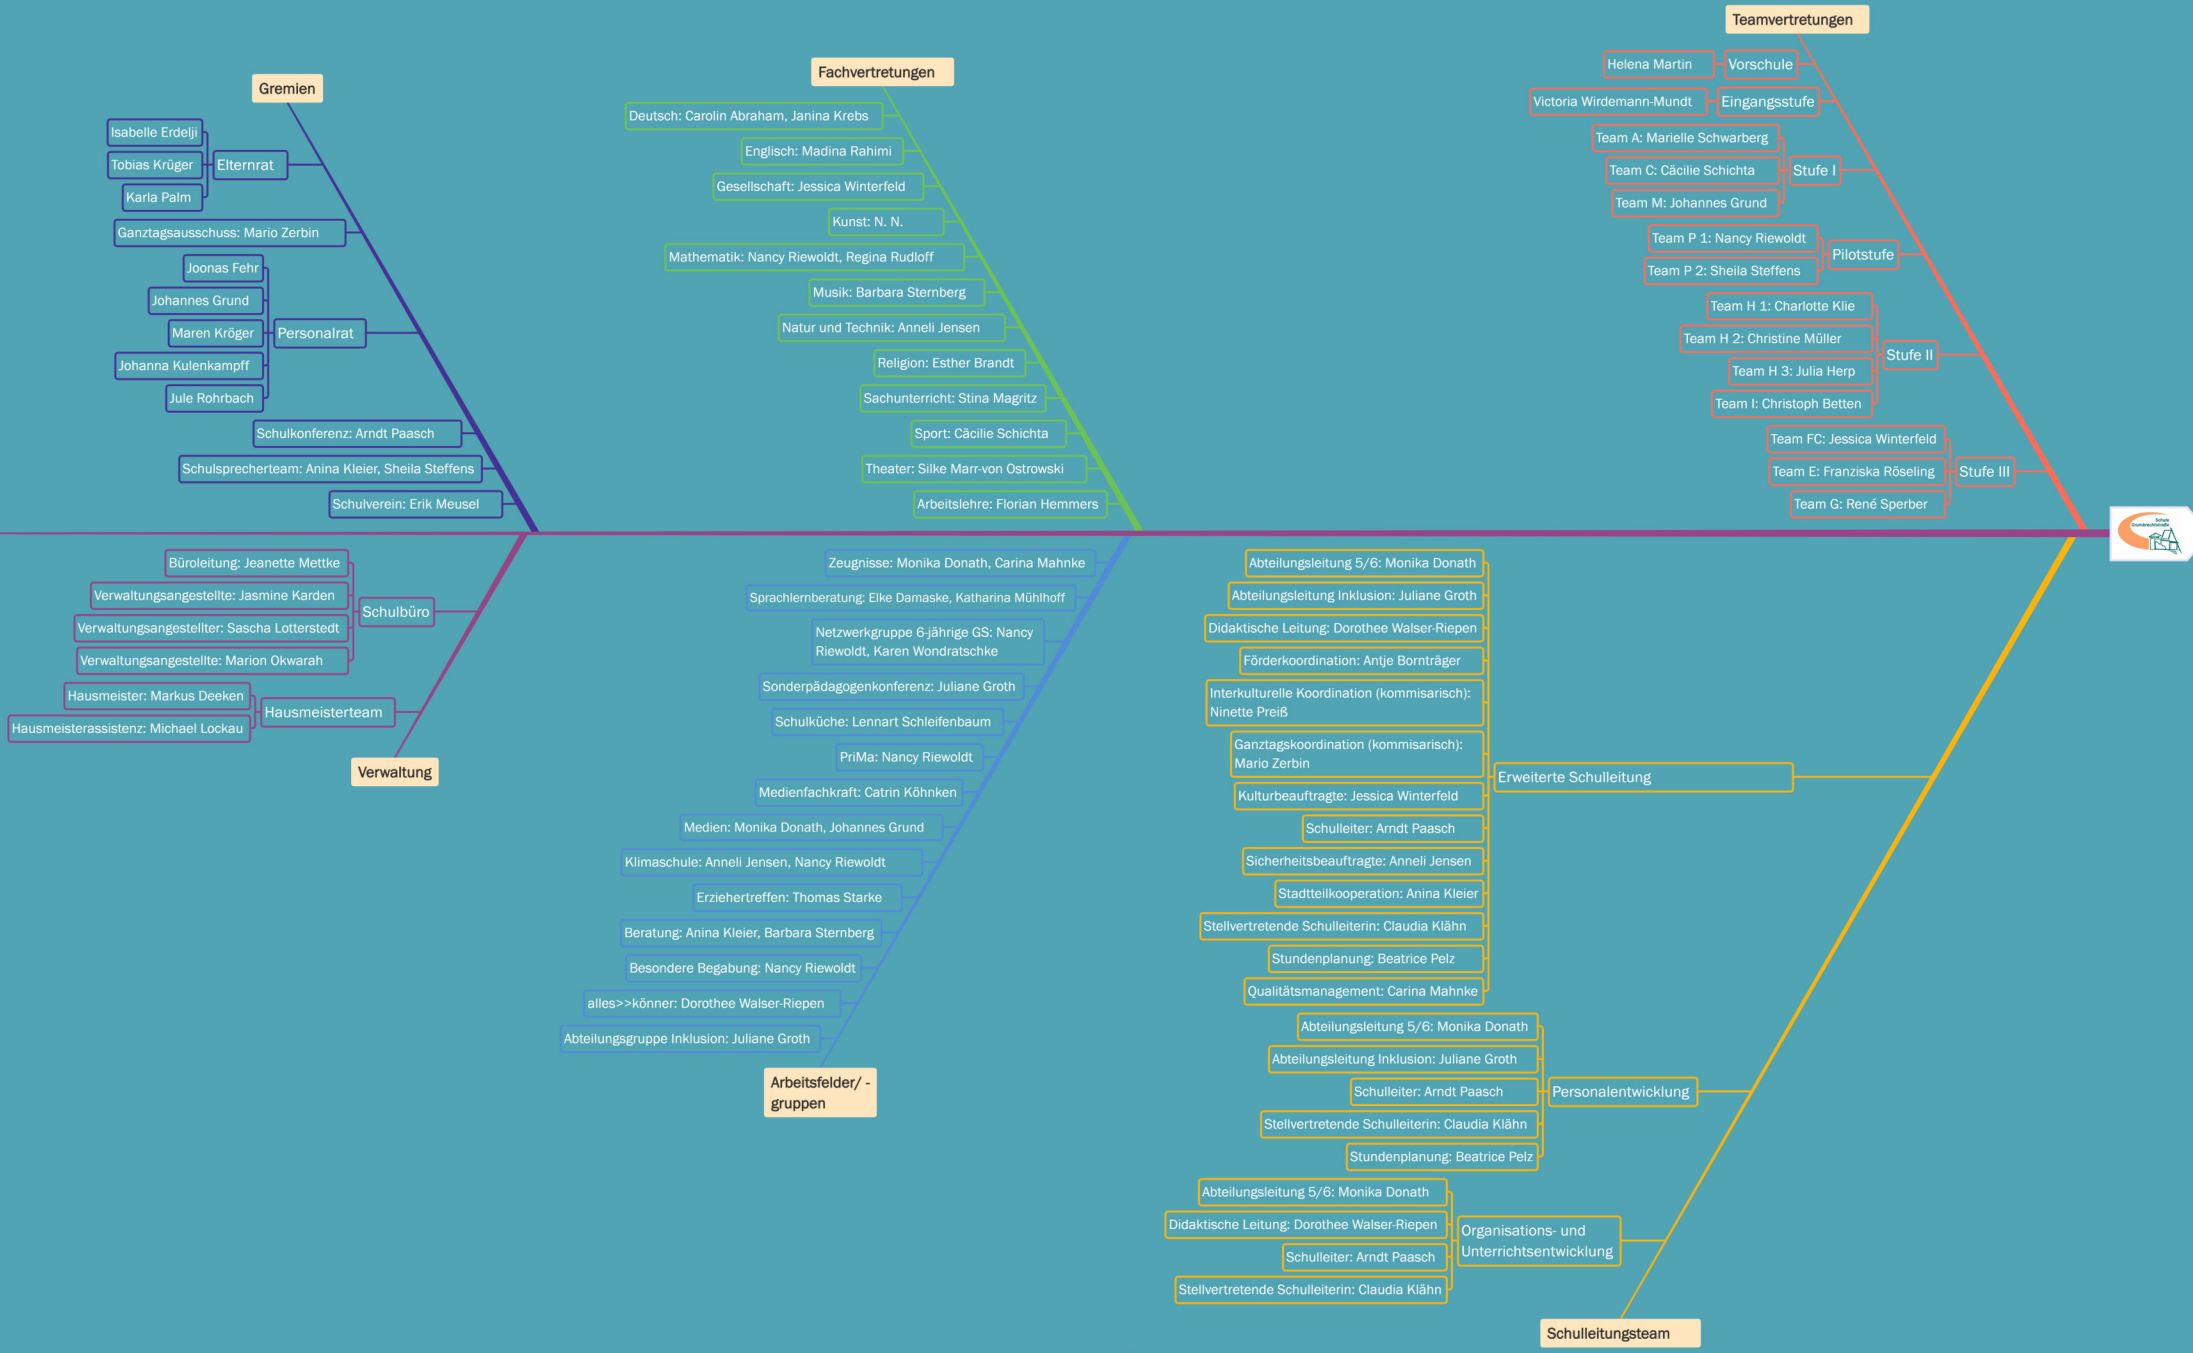 Teamvertretungen
Helena Martin
Vorschule
Victoria Wirdemann-Mundt
Eingangsstufe
Team A: Marielle Schwarberg
Team C: Cäcilie Schichta
Team M: Johannes Grund
Stufe I
Team P 1: Nancy Riewoldt
Team P 2: Sheila Steffens
Pilotstufe
Team H 1: Charlotte Klie
Team H 2: Christine Müller
Team H 3: Julia Herp
Team I: Christoph Betten
Stufe II
Team FC: Jessica Winterfeld
Team E: Franziska Röseling
Team G: René Sperber
Stufe III
Fachvertretungen
Deutsch: Carolin Abraham, Janina Krebs
Englisch: Madina Rahimi
Gesellschaft: Jessica Winterfeld
Kunst: N. N.
Mathematik: Nancy Riewoldt, Regina Rudloff
Musik: Barbara Sternberg
Natur und Technik: Anneli Jensen
Religion: Esther Brandt
Sachunterricht: Stina Magritz
Sport: Cäcilie Schichta
Theater: Silke Marr-von Ostrowski
Arbeitslehre: Florian Hemmers
Gremien
Isabelle Erdelji
Tobias Krüger
Karla Palm
Elternrat
Ganztagsausschuss: Mario Zerbin
Joonas Fehr
Johannes Grund
Maren Kröger
Johanna Kulenkampff
Jule Rohrbach
Personalrat
Schulkonferenz: Arndt Paasch
Schulsprecherteam: Anina Kleier, Sheila Steffens
Schulverein: Erik Meusel
Schule
Grumbrechtstraße
Büroleitung: Jeanette Mettke
Verwaltungsangestellte: Jasmine Karden
Verwaltungsangestellter: Sascha Lotterstedt
Verwaltungsangestellte: Marion Okwarah
Schulbüro
Hausmeister: Markus Deeken
Hausmeisterassistenz: Michael Lockau
Hausmeisterteam
Verwaltung
Zeugnisse: Monika Donath, Carina Mahnke
Sprachlernberatung: Elke Damaske, Katharina Mühlhoff
Netzwerkgruppe 6-jährige GS: Nancy
Riewoldt, Karen Wondratschke
Sonderpädagogenkonferenz: Juliane Groth
Schulküche: Lennart Schleifenbaum
PriMa: Nancy Riewoldt
Medienfachkraft: Catrin Köhnken
Medien: Monika Donath, Johannes Grund
Klimaschule: Anneli Jensen, Nancy Riewoldt
Erziehertreffen: Thomas Starke
Beratung: Anina Kleier, Barbara Sternberg
Besondere Begabung: Nancy Riewoldt
alles>>könner: Dorothee Walser-Riepen
Abteilungsgruppe Inklusion: Juliane Groth
Arbeitsfelder/ -
gruppen
Abteilungsleitung 5/6: Monika Donath
Abteilungsleitung Inklusion: Juliane Groth
Didaktische Leitung: Dorothee Walser-Riepen
Förderkoordination: Antje Bornträger
Interkulturelle Koordination (kommisarisch):
Ninette Preiß
Ganztagskoordination (kommisarisch):
Mario Zerbin
Kulturbeauftragte: Jessica Winterfeld
Schulleiter: Arndt Paasch
Sicherheitsbeauftragte: Anneli Jensen
Stadtteilkooperation: Anina Kleier
Stellvertretende Schulleiterin: Claudia Klähn
Stundenplanung: Beatrice Pelz
Qualitätsmanagement: Carina Mahnke
Erweiterte Schulleitung
Abteilungsleitung 5/6: Monika Donath
Abteilungsleitung Inklusion: Juliane Groth
Schulleiter: Arndt Paasch
Stellvertretende Schulleiterin: Claudia Klähn
Stundenplanung: Beatrice Pelz
Personalentwicklung
Abteilungsleitung 5/6: Monika Donath
Didaktische Leitung: Dorothee Walser-Riepen
Schulleiter: Arndt Paasch
Stellvertretende Schulleiterin: Claudia Klähn
Organisations- und
Unterrichtsentwicklung
Schulleitungsteam